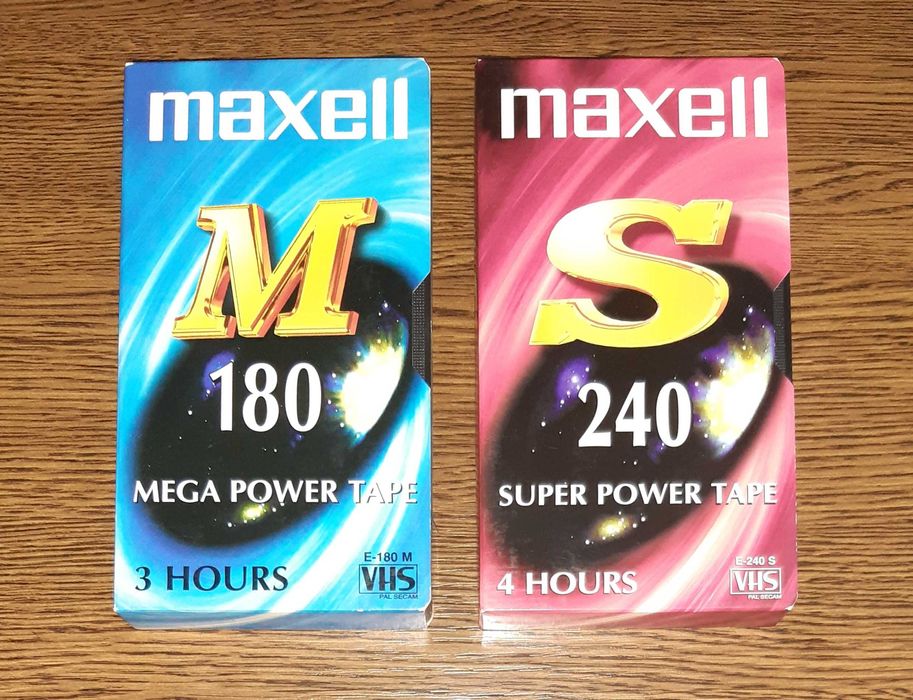 maxell
M
180
MEGA POWER TAPE
E-180 M
3 HOURS
VHS
PAL SECAM
maxell
S
240
SUPER POWER TAPE
E-240 S
4 HOURS
VHS
PAL SECAM